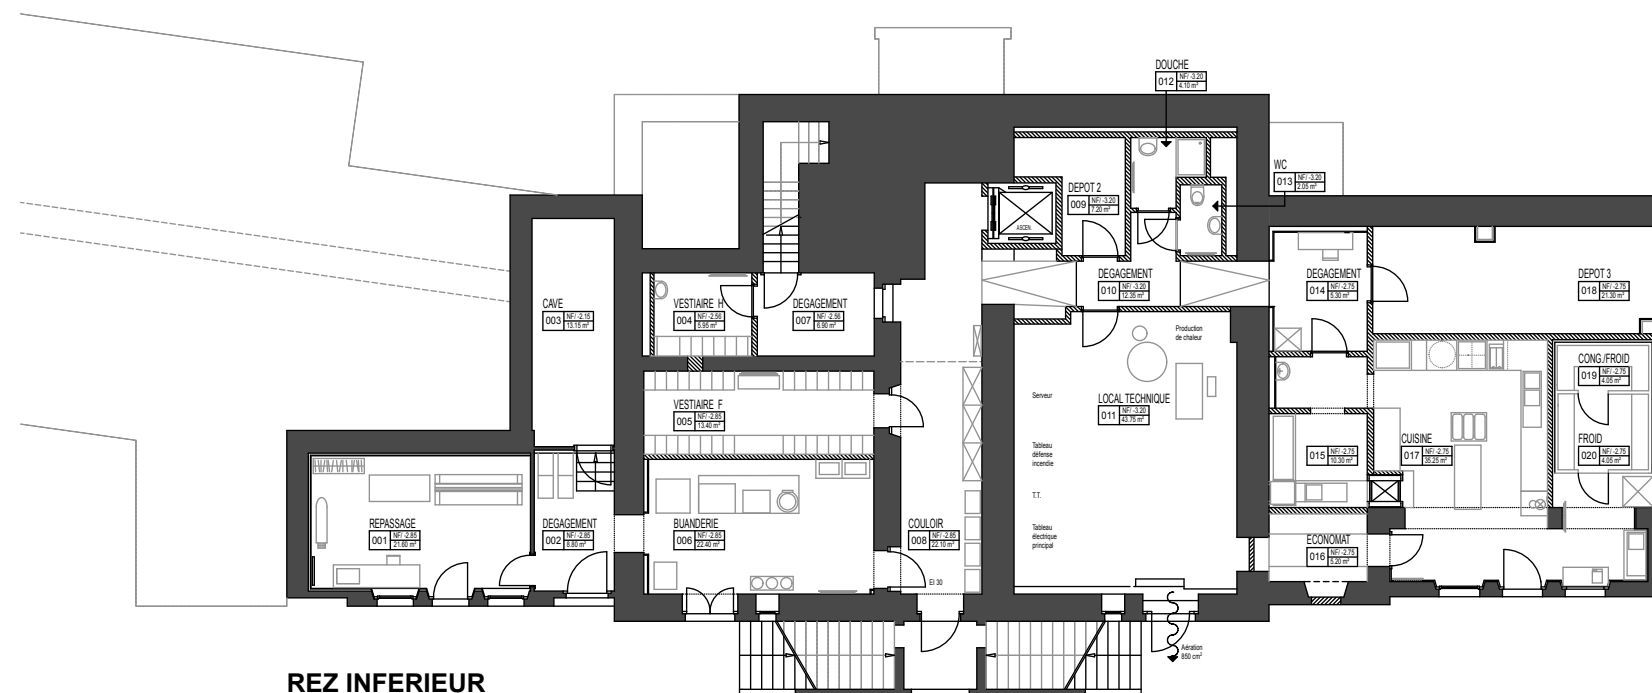 DOUCHE
012 NF/ -3.20
4.10 m²
WC
013 NF/ -3.20
2.05 m²
DEPOT 2
009 NF/ -3.20
7.20 m²
ASCEN.
DEGAGEMENT
010 NF/ -3.20
12.35 m²
DEGAGEMENT
014 NF/ -2.75
5.30 m²
DEPOT 3
018 NF/ -2.75
21.30 m²
CAVE
003 NF/ -2.15
13.15 m²
VESTIAIRE H
004 NF/ -2.56
5.95 m²
DEGAGEMENT
007 NF/ -2.56
6.90 m²
Production
de chaleur
CONG./FROID
019 NF/ -2.75
4.05 m²
VESTIAIRE F
005 NF/ -2.85
13.40 m²
Serveur
LOCAL TECHNIQUE
011 NF/ -3.20
43.75 m²
Tableau
défense
incendie
T.T.
Tableau
électrique
principal
015 NF/ -2.75
10.30 m²
CUISINE
017 NF/ -2.75
35.25 m²
FROID
020 NF/ -2.75
4.05 m²
REPASSAGE
001 NF/ -2.85
21.60 m²
DEGAGEMENT
002 NF/ -2.85
8.80 m²
BUANDERIE
006 NF/ -2.85
22.40 m²
COULOIR
008 NF/ -2.85
22.10 m²
EI 30
ECONOMAT
016 NF/ -2.75
5.20 m²
Aération
850 cm²
REZ INFERIEUR